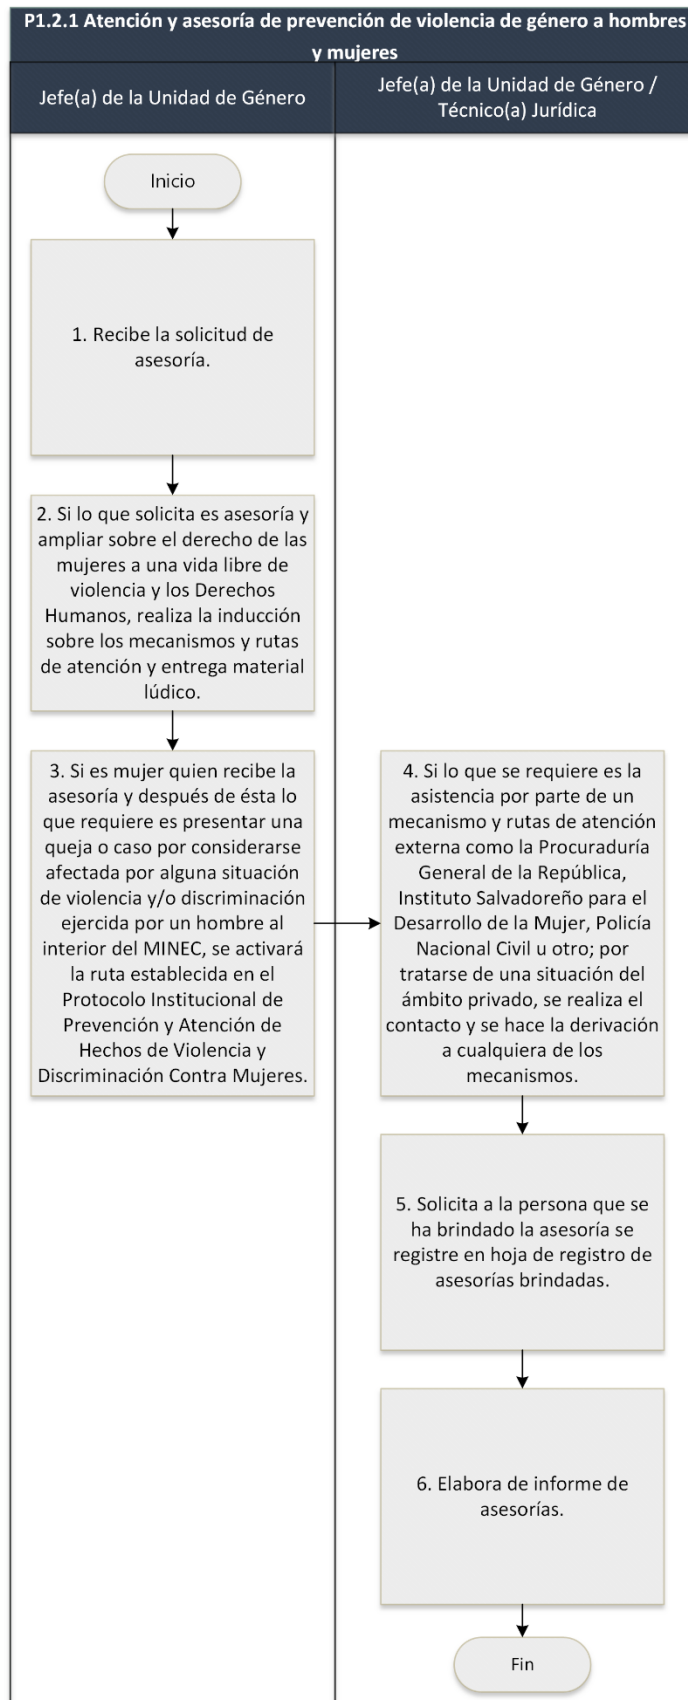 P1.2.1 Atención y asesoría de prevención de violencia de género a hombres
y mujeres
Jefe(a) de la Unidad de Género
Jefe(a) de la Unidad de Género /
Técnico(a) Jurídica
Inicio
1. Recibe la solicitud de
asesoría.
2. Si lo que solicita es asesoría y
ampliar sobre el derecho de las
mujeres a una vida libre de
violencia y los Derechos
Humanos, realiza la inducción
sobre los mecanismos y rutas
de atención y entrega material
lúdico.
3. Si es mujer quien recibe la
asesoría y después de ésta lo
que requiere es presentar una
queja o caso por considerarse
afectada por alguna situación
de violencia y/o discriminación
ejercida por un hombre al
interior del MINEC, se activará
la ruta establecida en el
Protocolo Institucional de
Prevención y Atención de
Hechos de Violencia y
Discriminación Contra Mujeres.
4. Si lo que se requiere es la
asistencia por parte de un
mecanismo y rutas de atención
externa como la Procuraduría
General de la República,
Instituto Salvadoreño para el
Desarrollo de la Mujer, Policía
Nacional Civil u otro; por
tratarse de una situación del
ámbito privado, se realiza el
contacto y se hace la derivación
a cualquiera de los
mecanismos.
5. Solicita a la persona que se
ha brindado la asesoría se
registre en hoja de registro de
asesorías brindadas.
6. Elabora de informe de
asesorías.
Fin